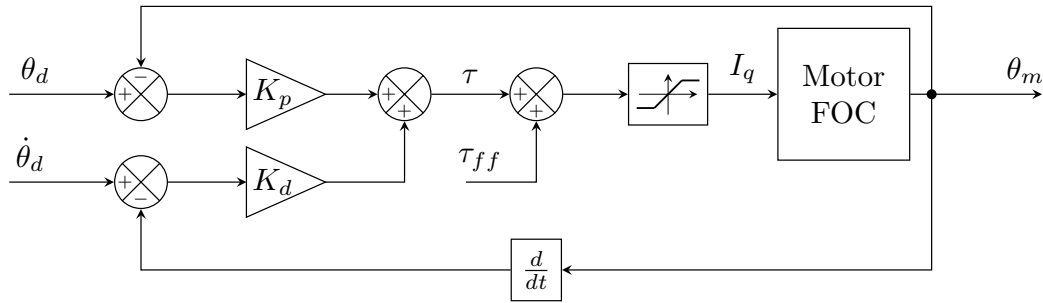 θ_d
+
−
K_p
+
+
τ
+
+
I_q
Motor
FOC
θ_m
θ̇_d
+
−
K_d
τ_ff
d
dt